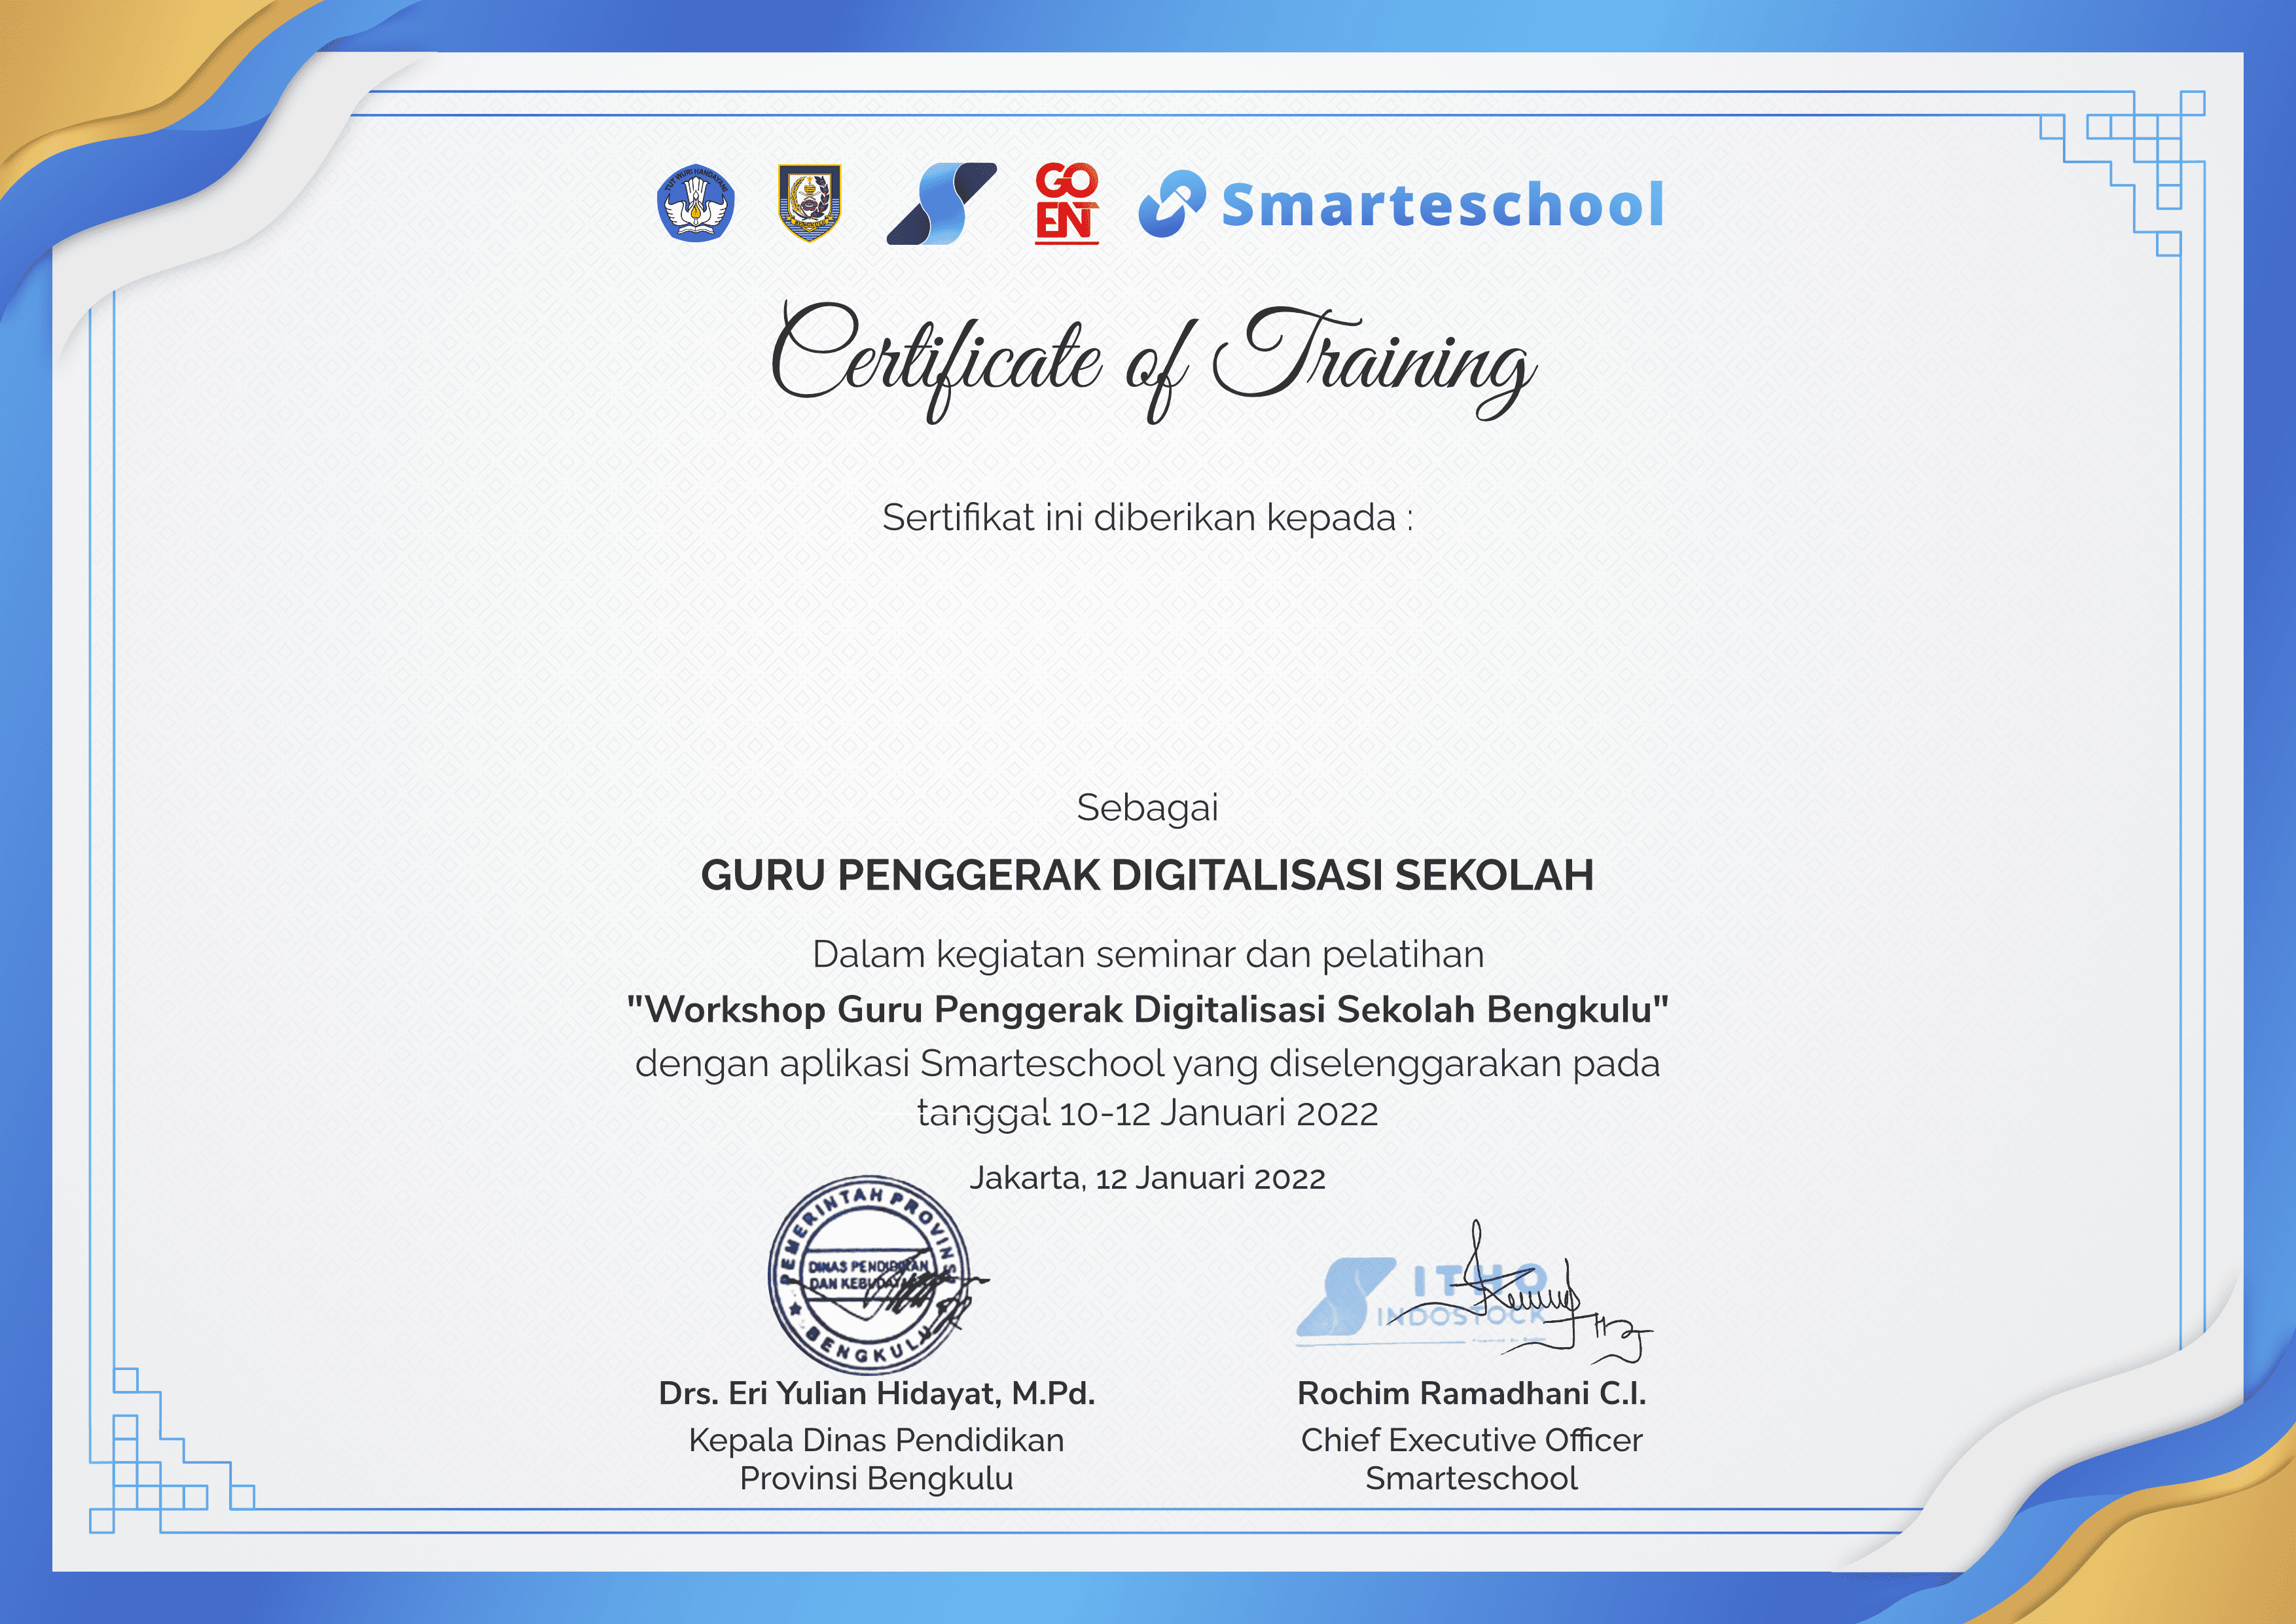 TUT WURI HANDAYANI
GO
ENT
Smarteschool
Certificate of Training
Sertifikat ini diberikan kepada :
Sebagai
GURU PENGGERAK DIGITALISASI SEKOLAH
Dalam kegiatan seminar dan pelatihan
"Workshop Guru Penggerak Digitalisasi Sekolah Bengkulu"
dengan aplikasi Smarteschool yang diselenggarakan pada
tanggal 10-12 Januari 2022
Jakarta, 12 Januari 2022
PEMERINTAH PROVINSI
DINAS PENDIDIKAN
DAN KEBUDAYAAN
BENGKULU
ITHO
INDOSTOCK
Drs. Eri Yulian Hidayat, M.Pd.
Kepala Dinas Pendidikan
Provinsi Bengkulu
Rochim Ramadhani C.I.
Chief Executive Officer
Smarteschool